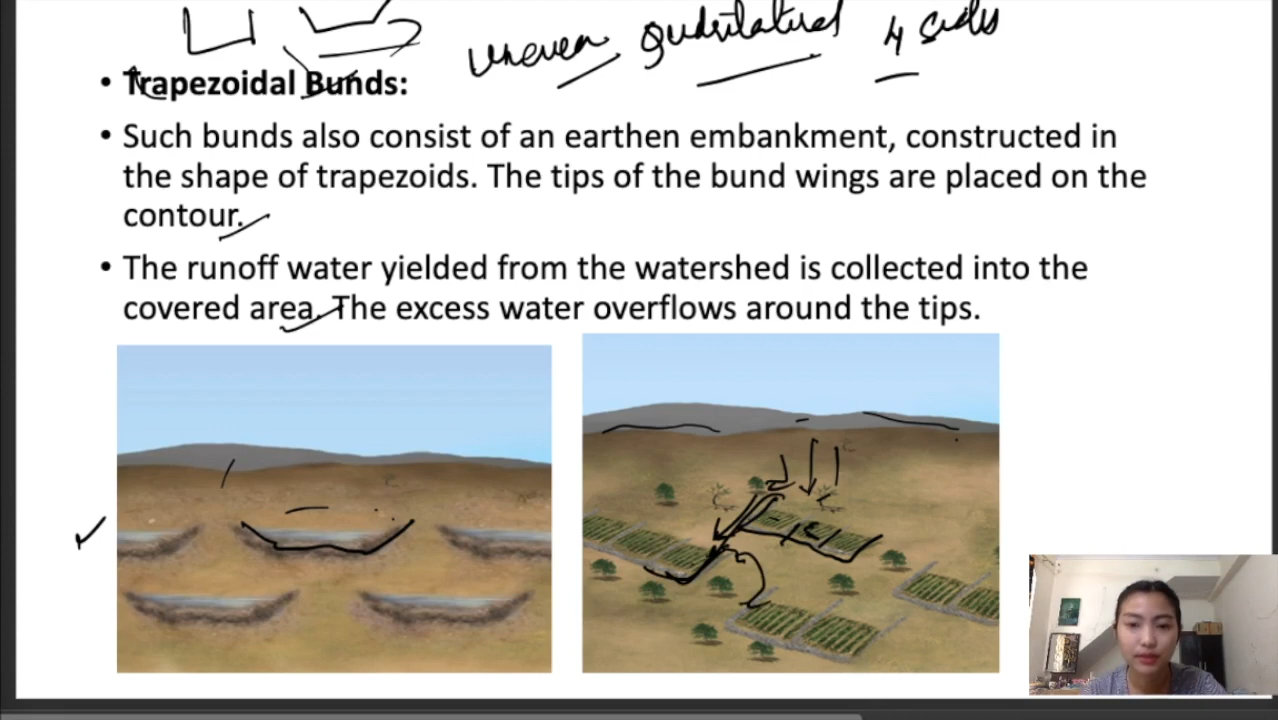 uneven quadrilateral 4 sides
• Trapezoidal Bunds:
• Such bunds also consist of an earthen embankment, constructed in
the shape of trapezoids. The tips of the bund wings are placed on the
contour.
• The runoff water yielded from the watershed is collected into the
covered area. The excess water overflows around the tips.